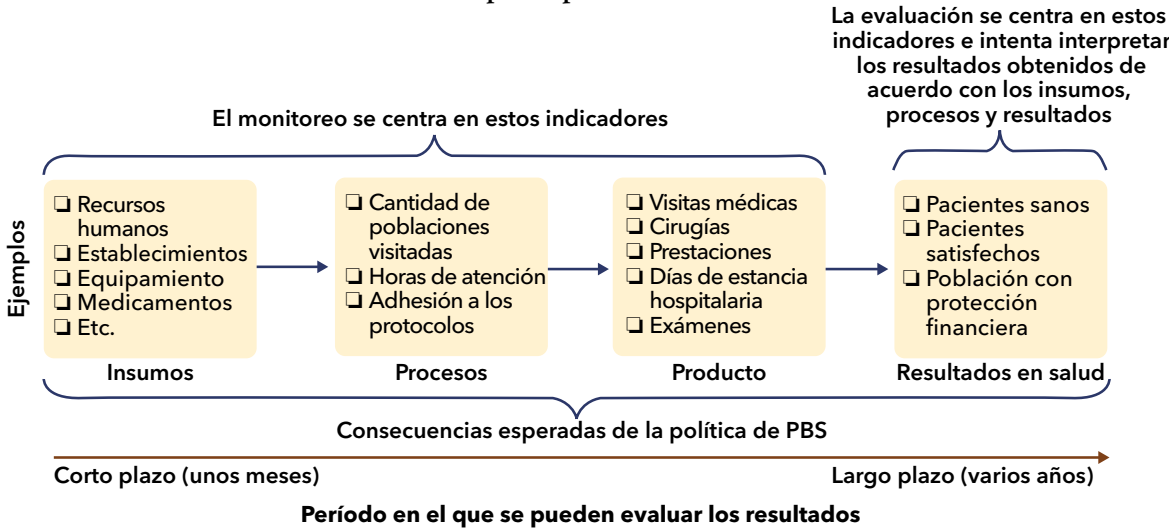 La evaluación se centra en estos
indicadores e intenta interpretar
los resultados obtenidos de
acuerdo con los insumos,
procesos y resultados
El monitoreo se centra en estos indicadores
Ejemplos
❏ Recursos
humanos
❏ Establecimientos
❏ Equipamiento
❏ Medicamentos
❏ Etc.
Insumos
❏ Cantidad de
poblaciones
visitadas
❏ Horas de atención
❏ Adhesión a los
protocolos
Procesos
❏ Visitas médicas
❏ Cirugías
❏ Prestaciones
❏ Días de estancia
hospitalaria
❏ Exámenes
Producto
❏ Pacientes sanos
❏ Pacientes
satisfechos
❏ Población con
protección
financiera
Resultados en salud
Consecuencias esperadas de la política de PBS
Corto plazo (unos meses)
Largo plazo (varios años)
Período en el que se pueden evaluar los resultados